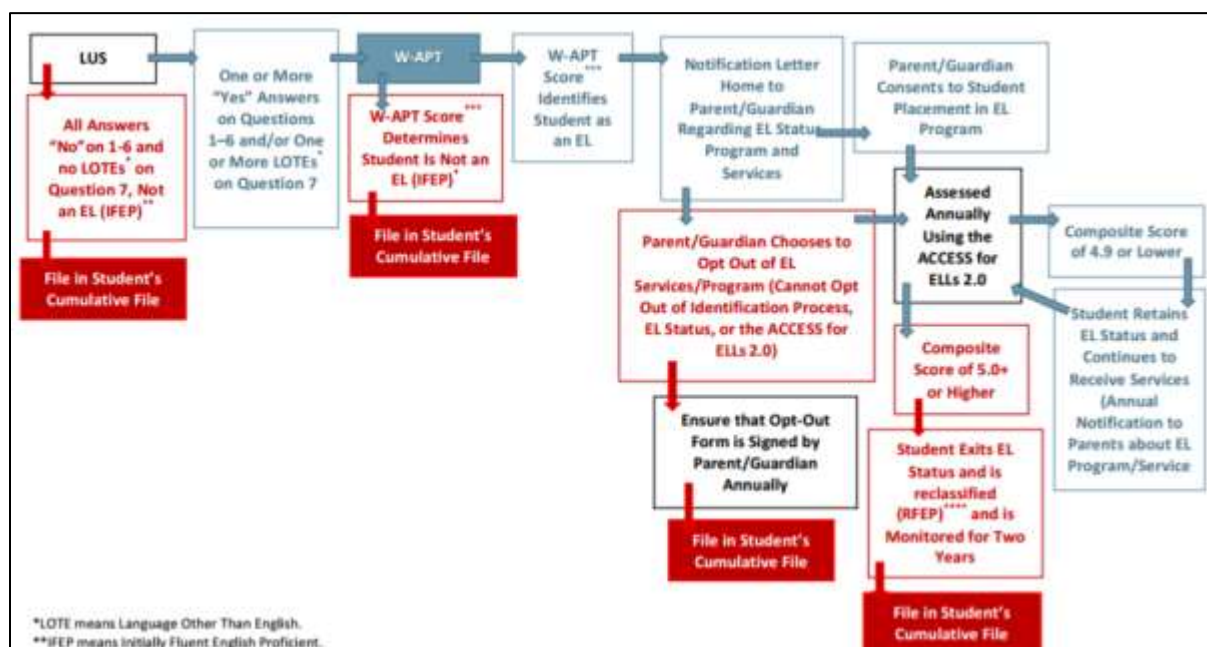 LUS
All Answers
“No”on 1-6 and
no LOTEs* on
Question 7, Not
an EL (IFEP)**
File in Student’s
Cumulative File
One or More
“Yes” Answers
on Questions
1–6 and/or One
or More LOTEs*
on Question 7
W-APT
W-APT Score***
Determines
Student Is Not an
EL (IFEP)*
File in Student’s
Cumulative File
W-APT
Score***
Identifies
Student as
an EL
Notification Letter
Home to
Parent/Guardian
Regarding EL Status
Program and
Services
Parent/Guardian
Consents to Student
Placement in EL
Program
Parent/Guardian Chooses to
Opt Out of EL
Services/Program (Cannot Opt
Out of Identification Process,
EL Status, or the ACCESS for
ELLs 2.0)
Ensure that Opt-Out
Form is Signed by
Parent/Guardian
Annually
File in Student’s
Cumulative File
Assessed
Annually
Using the
ACCESS for
ELLs 2.0
Composite Score
of 4.9 or Lower
Student Retains
EL Status and
Continues to
Receive Services
(Annual
Notification to
Parents about EL
Program/Service
Composite
Score of 5.0+
or Higher
Student Exits EL
Status and is
reclassified
(RFEP)**** and is
Monitored for Two
Years
File in Student’s
Cumulative File
*LOTE means Language Other Than English.
**IFEP means Initially Fluent English Proficient.